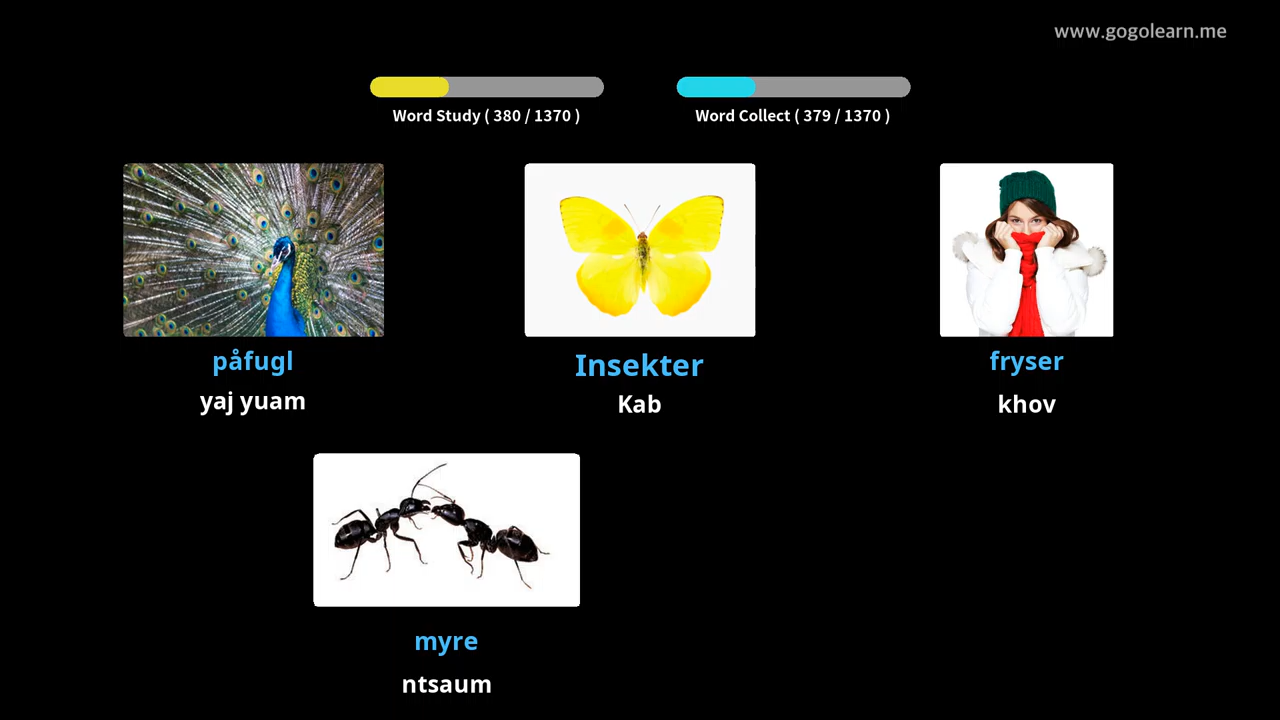 www.gogolearn.me
Word Study ( 380 / 1370 )
Word Collect ( 379 / 1370 )
påfugl
yaj yuam
Insekter
Kab
fryser
khov
myre
ntsaum